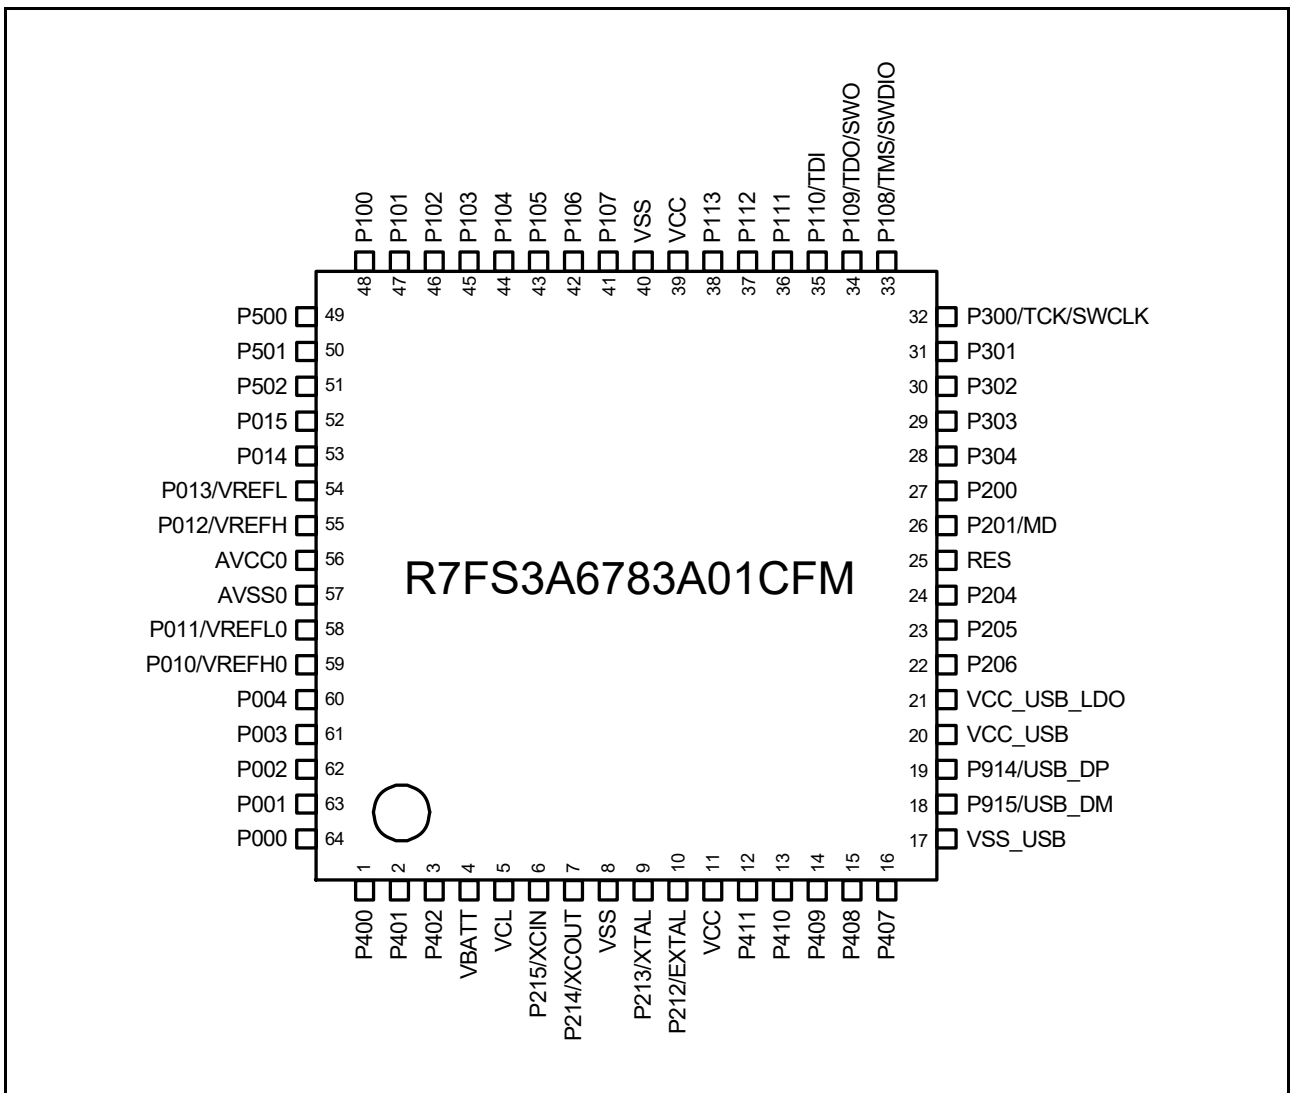 P100
P101
P102
P103
P104
P105
P106
P107
VSS
VCC
P113
P112
P111
P110/TDI
P109/TDO/SWO
P108/TMS/SWDIO
48
47
46
45
44
43
42
41
40
39
38
37
36
35
34
33
P500 49
P501 50
P502 51
P015 52
P014 53
P013/VREFL 54
P012/VREFH 55
AVCC0 56
AVSS0 57
P011/VREFL0 58
P010/VREFH0 59
P004 60
P003 61
P002 62
P001 63
P000 64
R7FS3A6783A01CFM
32 P300/TCK/SWCLK
31 P301
30 P302
29 P303
28 P304
27 P200
26 P201/MD
25 RES
24 P204
23 P205
22 P206
21 VCC_USB_LDO
20 VCC_USB
19 P914/USB_DP
18 P915/USB_DM
17 VSS_USB
1
2
3
4
5
6
7
8
9
10
11
12
13
14
15
16
P400
P401
P402
VBATT
VCL
P215/XCIN
P214/XCOUT
VSS
P213/XTAL
P212/EXTAL
VCC
P411
P410
P409
P408
P407